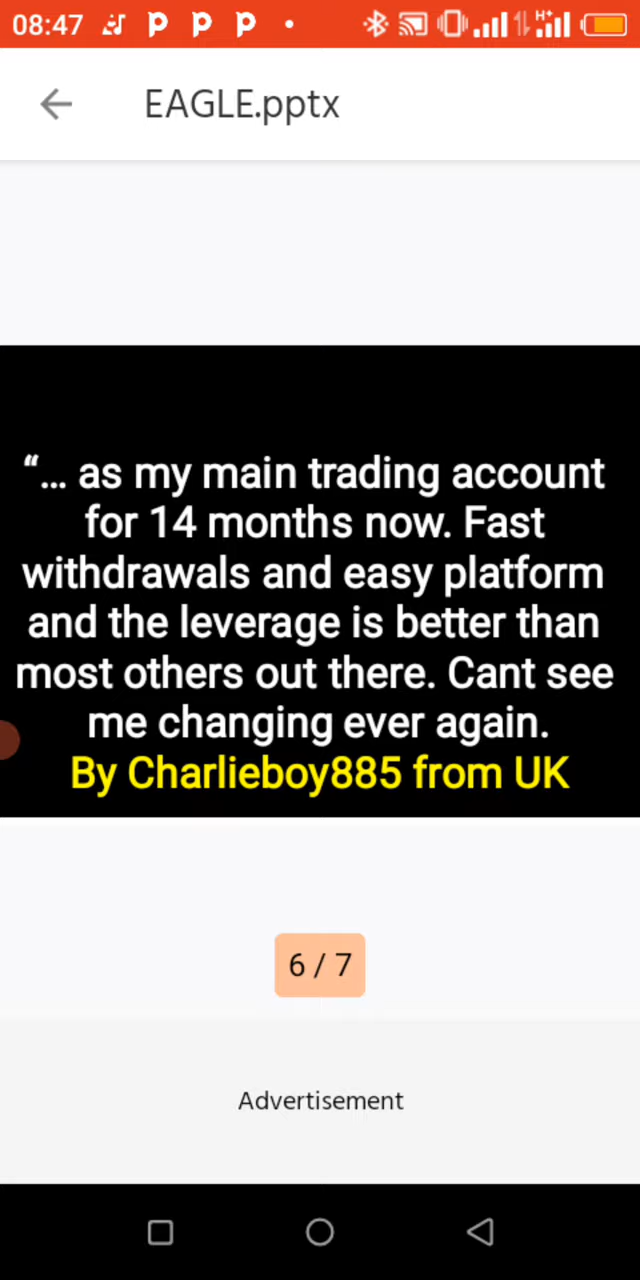 08:47
EAGLE.pptx
“... as my main trading account
for 14 months now. Fast
withdrawals and easy platform
and the leverage is better than
most others out there. Cant see
me changing ever again.
By Charlieboy885 from UK
6 / 7
Advertisement